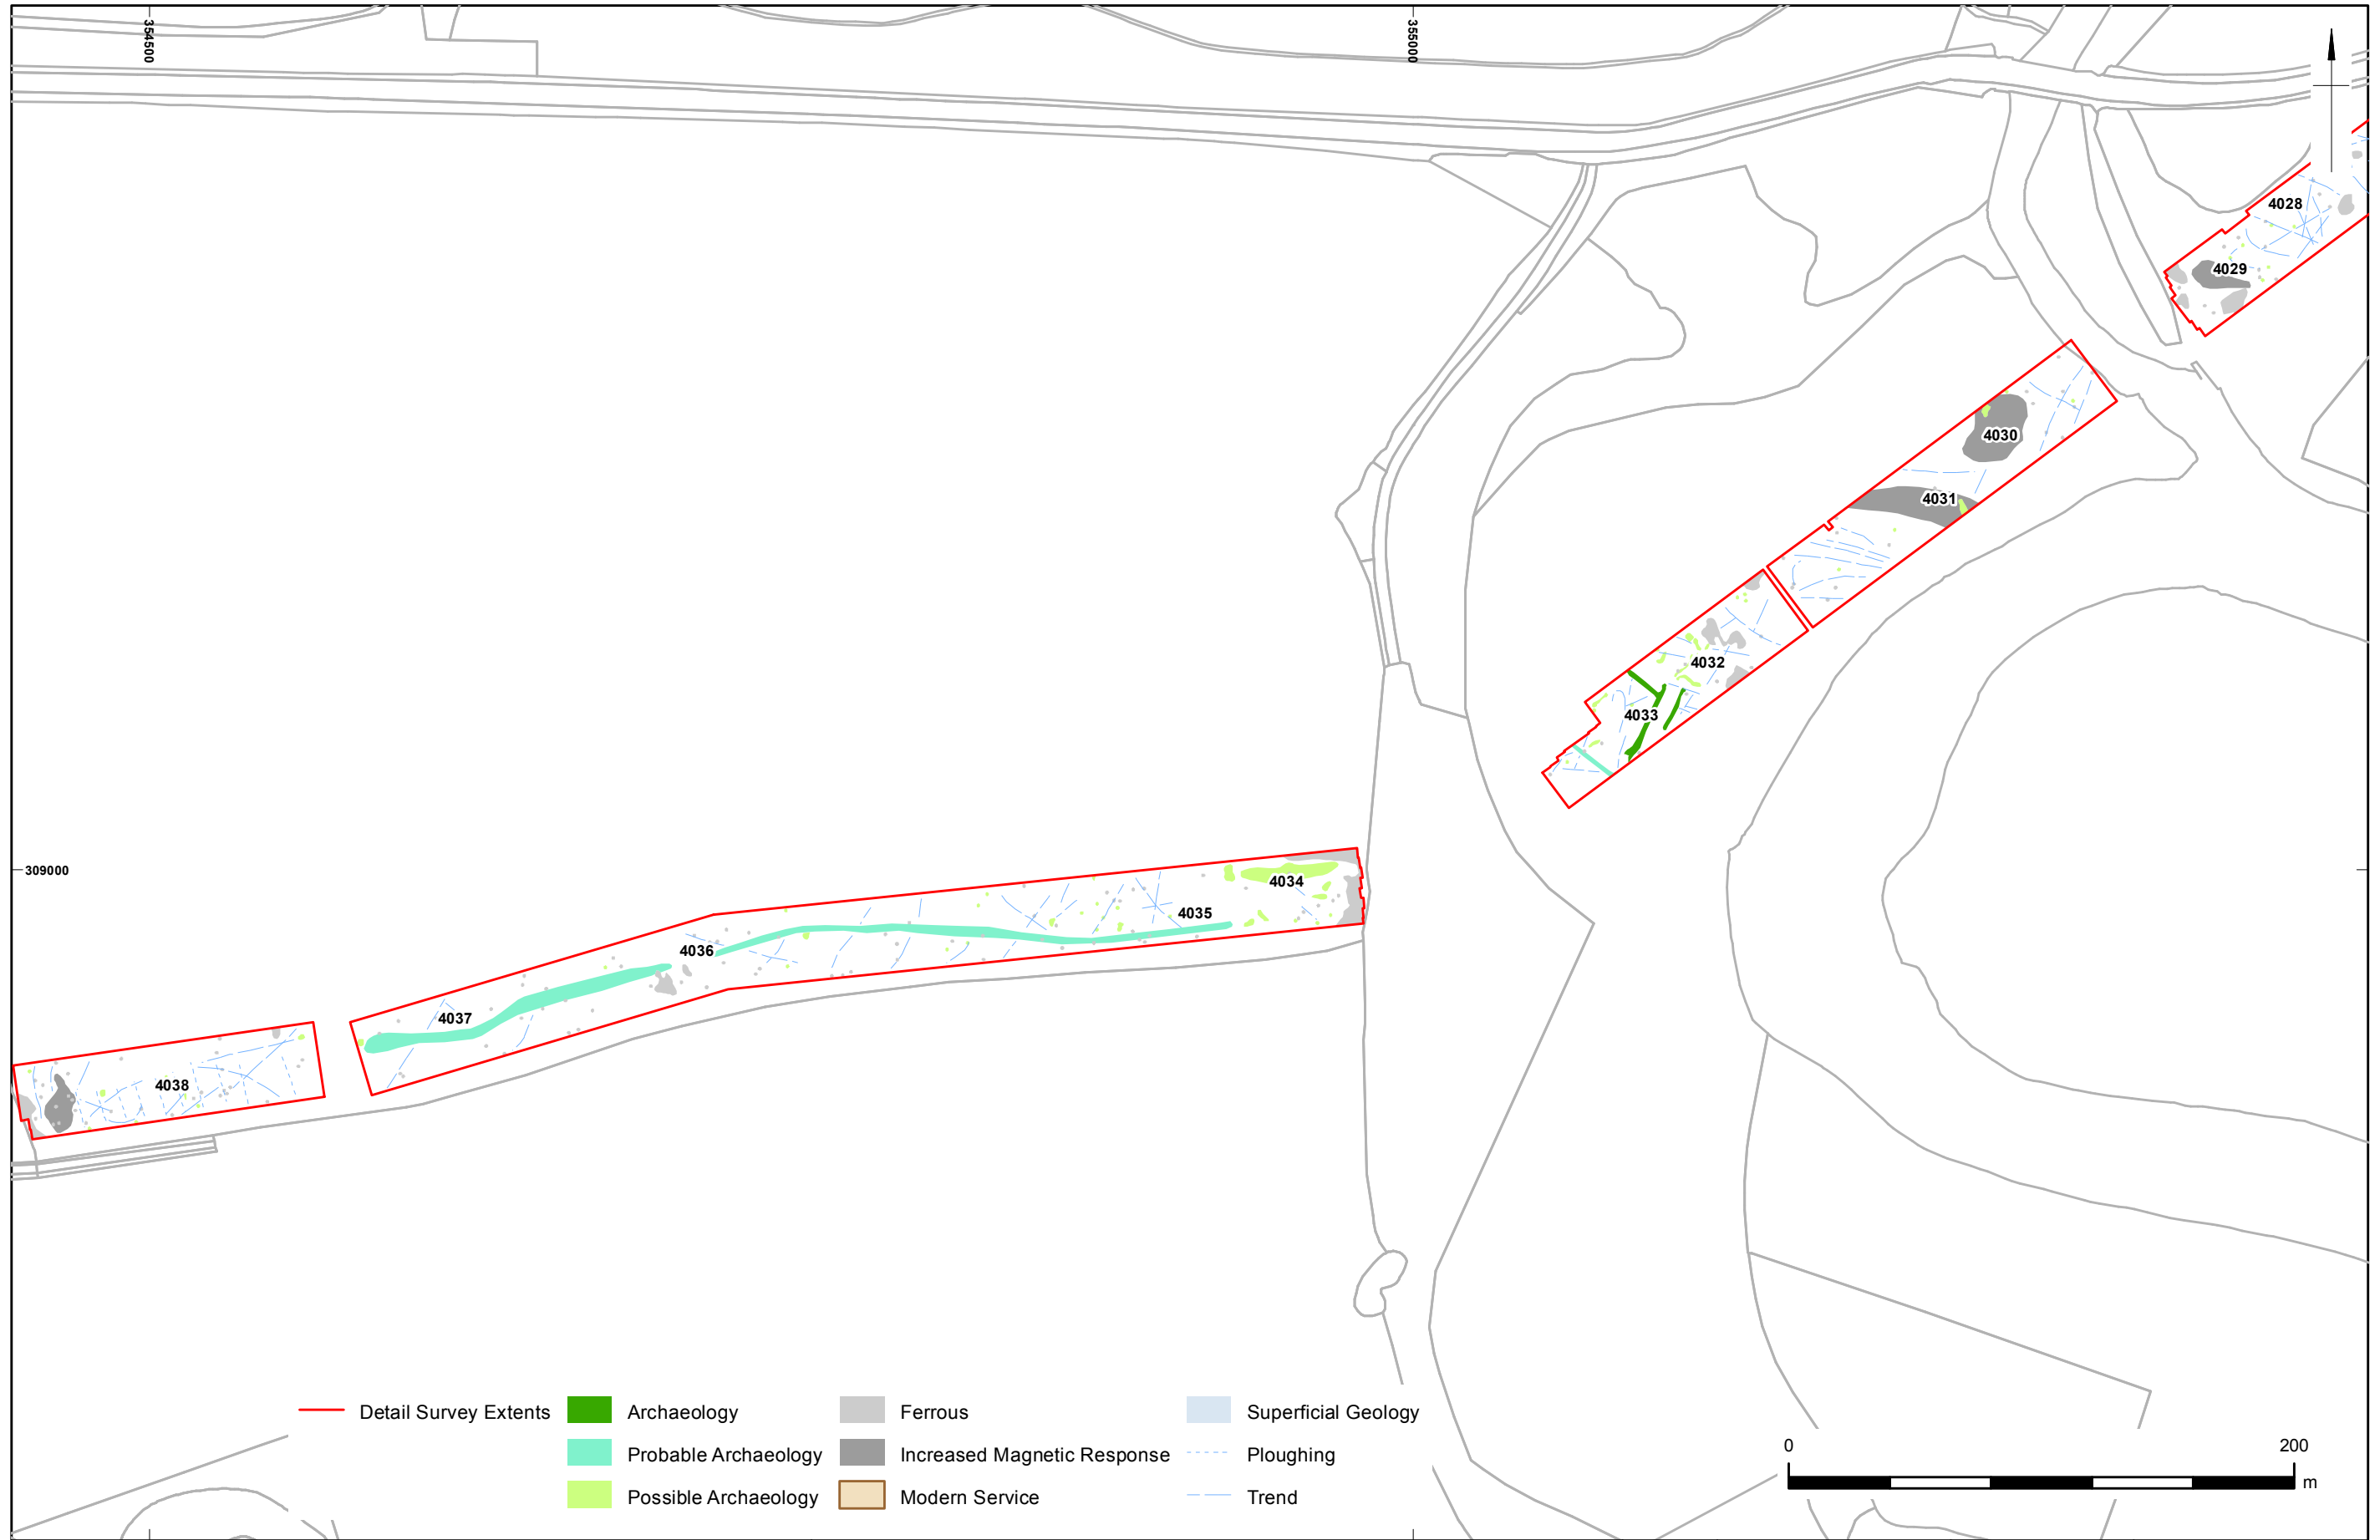 354500
355000
4028
4029
4030
4031
4032
4033
309000
4034
4035
4036
4037
4038
Detail Survey Extents
Archaeology
Probable Archaeology
Possible Archaeology
Ferrous
Increased Magnetic Response
Modern Service
Superficial Geology
Ploughing
Trend
0 200
m